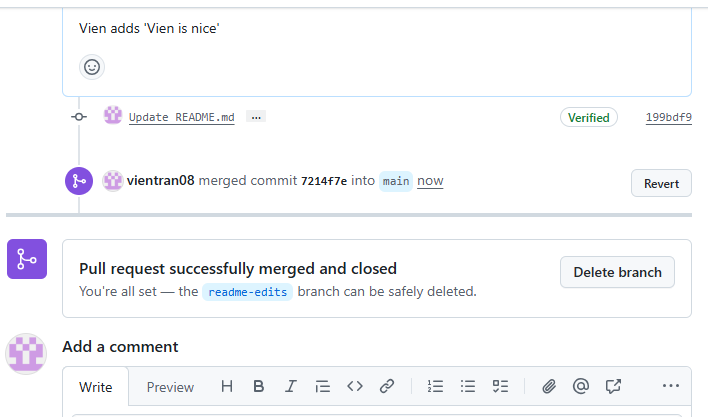 Vien adds 'Vien is nice'
Update README.md ... Verified 199bdf9
vientran08 merged commit 7214f7e into main now Revert
Pull request successfully merged and closed
You're all set — the readme-edits branch can be safely deleted.
Delete branch
Add a comment
Write Preview